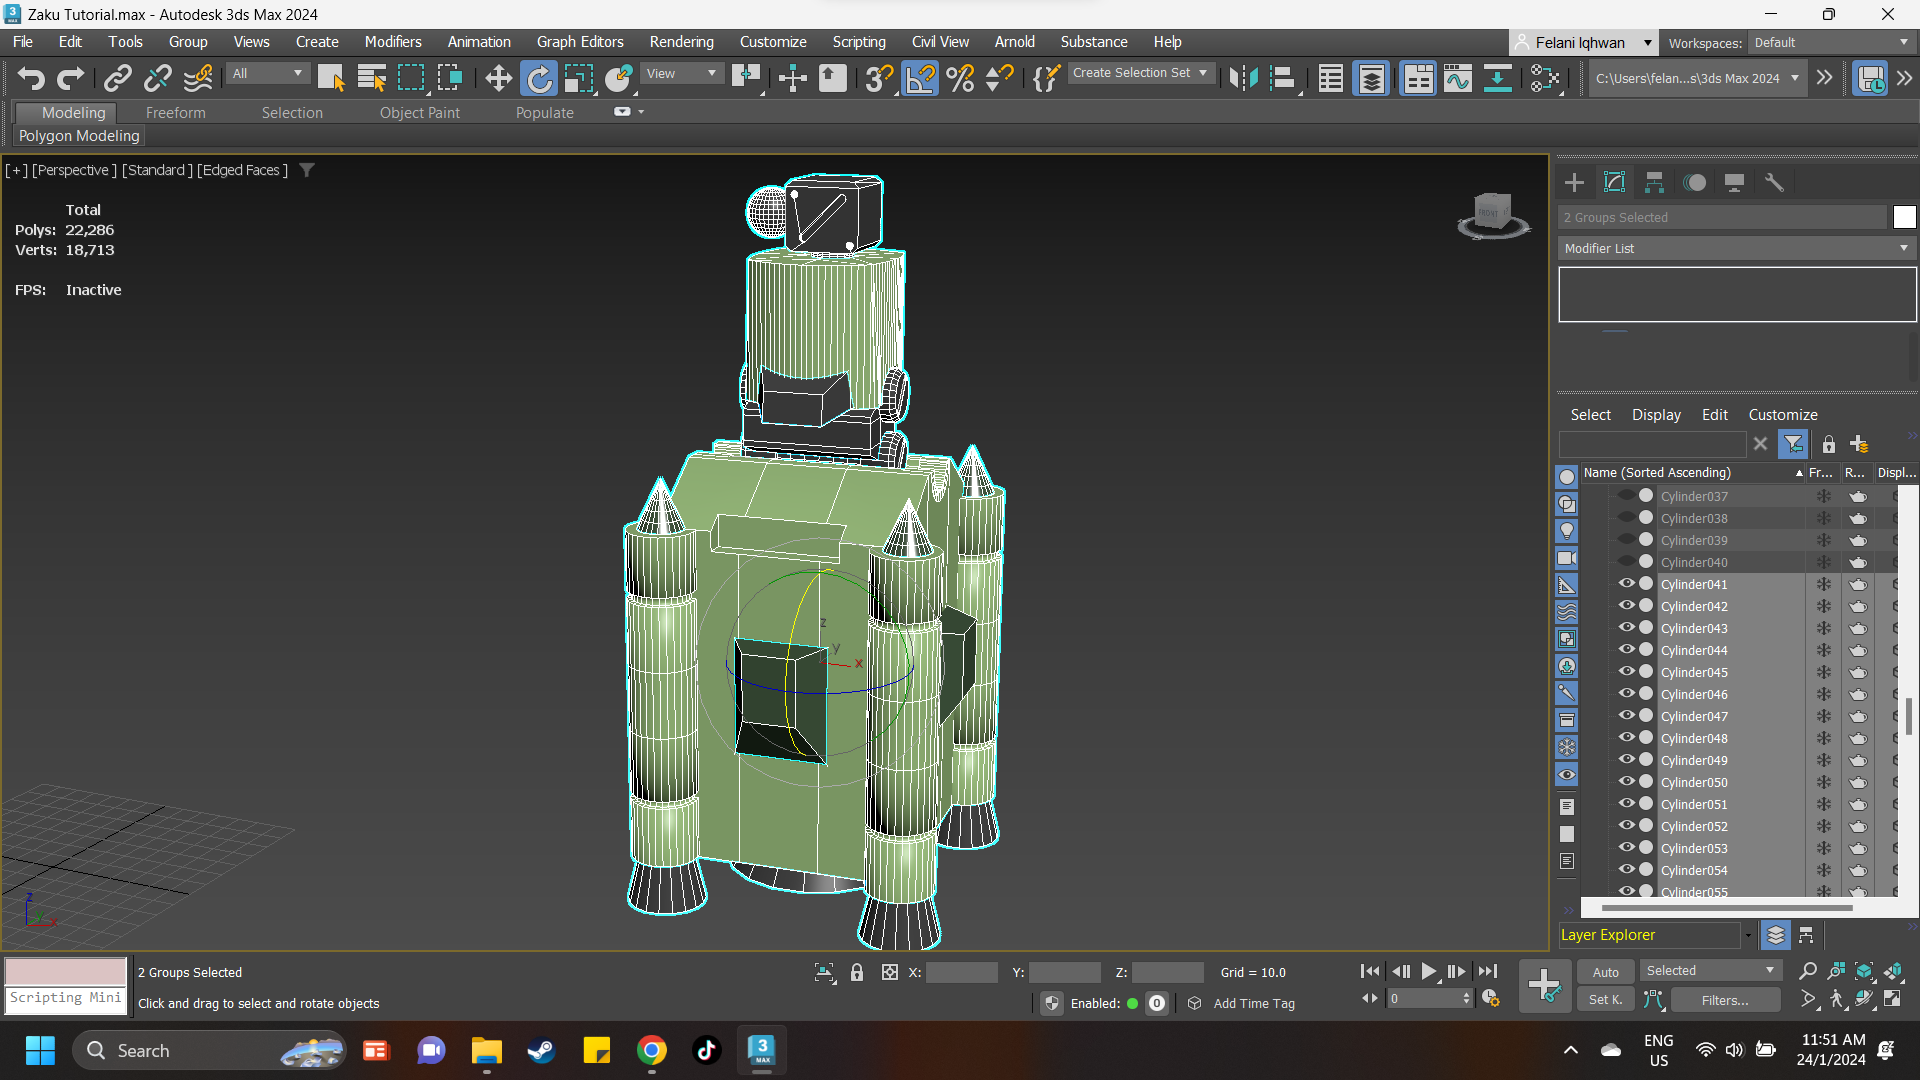 Zaku Tutorial.max - Autodesk 3ds Max 2024
File Edit Tools Group Views Create Modifiers Animation Graph Editors Rendering Customize Scripting Civil View Arnold Substance Help
Felani Iqhwan
Workspaces: Default
All
View
Create Selection Set
C:\Users\felan...s\3ds Max 2024
Modeling Freeform Selection Object Paint Populate
Polygon Modeling
[+] [Perspective ] [Standard ] [Edged Faces ]
Total
Polys: 22,286
Verts: 18,713
FPS: Inactive
FRONT
2 Groups Selected
Modifier List
Select Display Edit Customize
Name (Sorted Ascending) Fr... R... Displ...
Cylinder037
Cylinder038
Cylinder039
Cylinder040
Cylinder041
Cylinder042
Cylinder043
Cylinder044
Cylinder045
Cylinder046
Cylinder047
Cylinder048
Cylinder049
Cylinder050
Cylinder051
Cylinder052
Cylinder053
Cylinder054
Cylinder055
z
y
x
z
y
x
Layer Explorer
2 Groups Selected
X: Y: Z: Grid = 10.0
Auto Selected
Scripting Mini
Click and drag to select and rotate objects
Enabled: 0 Add Time Tag
0
Set K. Filters...
Search
3
MAX
ENG
US
11:51 AM
24/1/2024